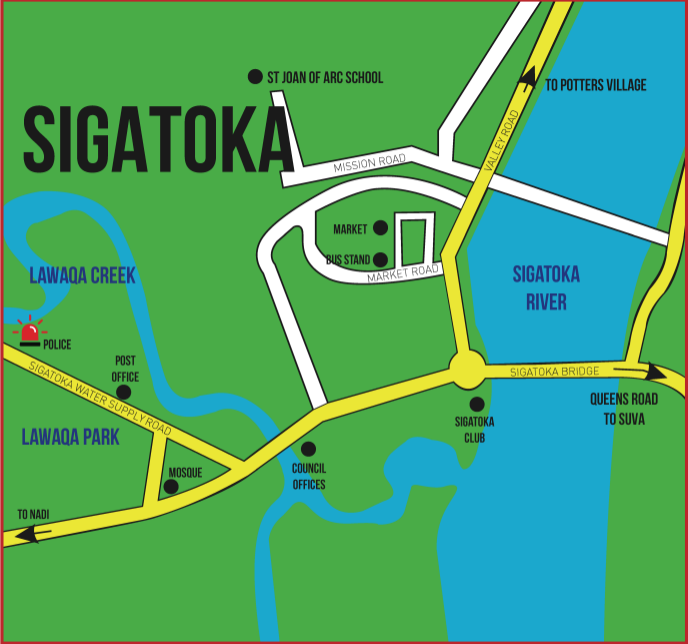 ST JOAN OF ARC SCHOOL
TO POTTERS VILLAGE
SIGATOKA
VALLEY ROAD
MISSION ROAD
MARKET
BUS STAND
MARKET ROAD
LAWAQA CREEK
SIGATOKA
RIVER
POLICE
POST
OFFICE
SIGATOKA WATER SUPPLY ROAD
SIGATOKA BRIDGE
QUEENS ROAD
TO SUVA
SIGATOKA
CLUB
LAWAQA PARK
MOSQUE
COUNCIL
OFFICES
TO NADI